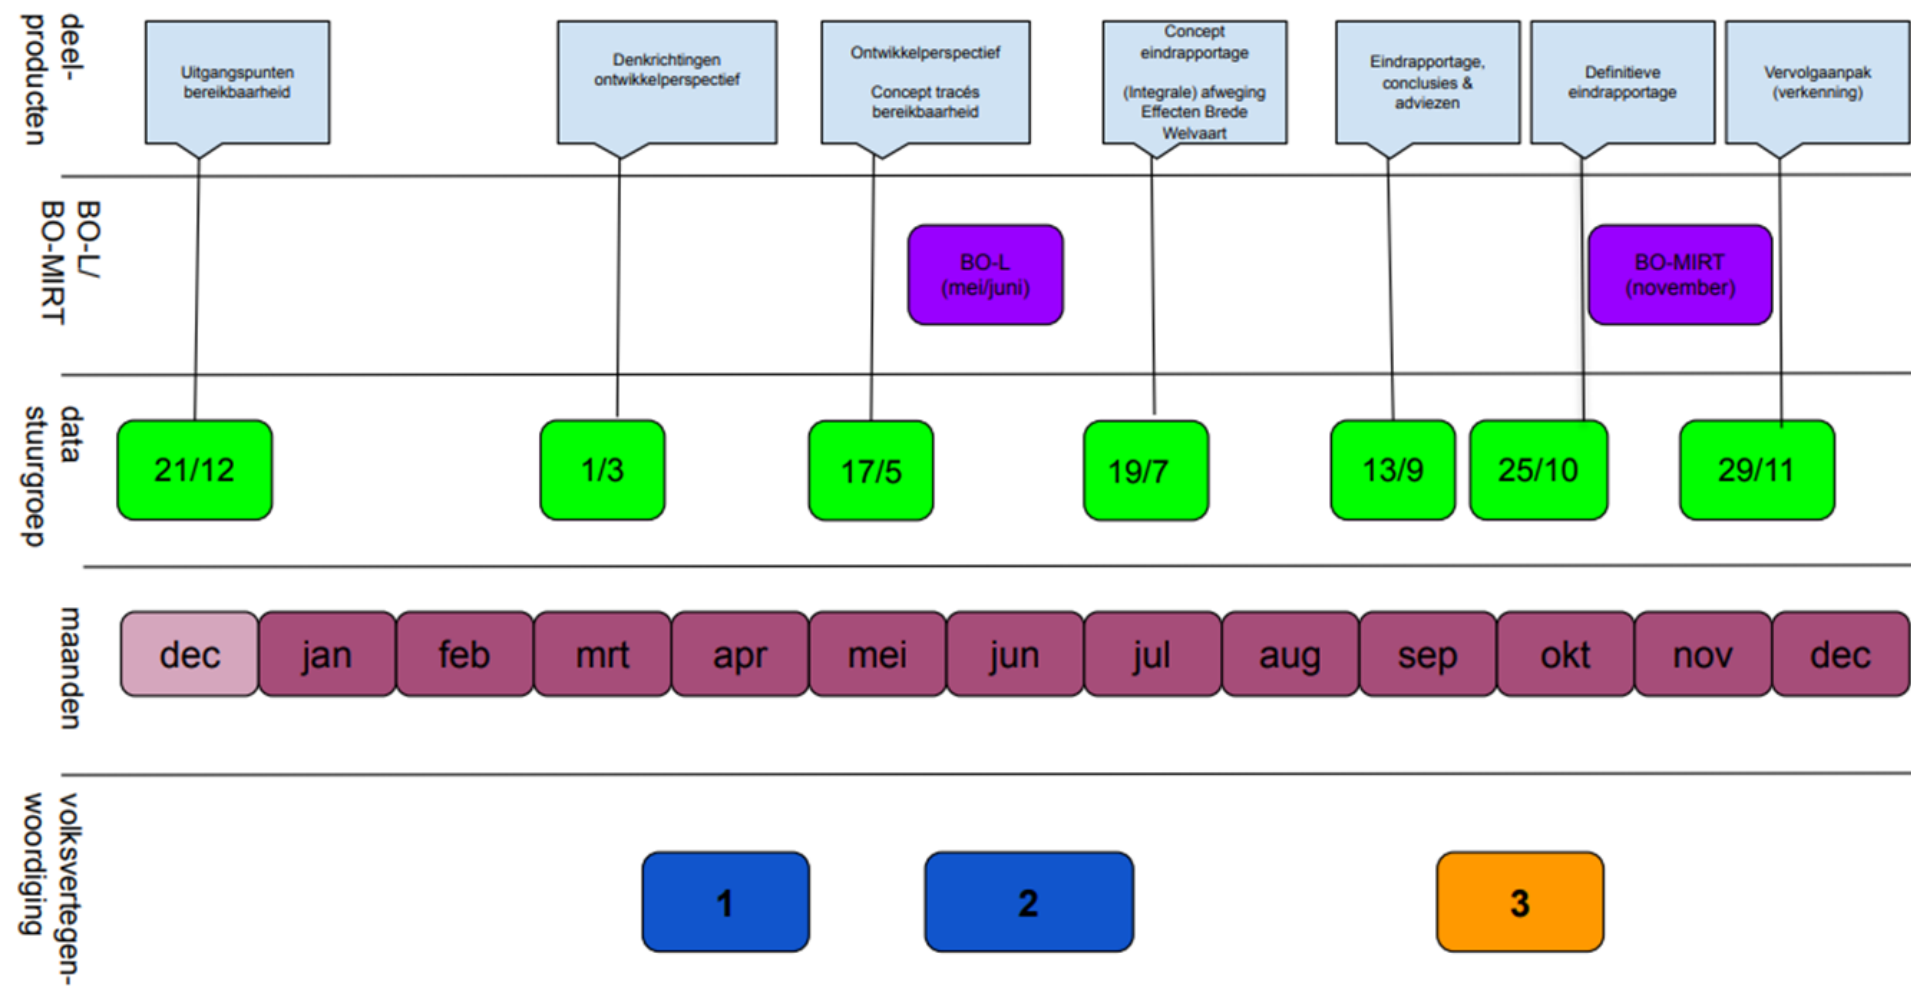 deel-
producten
Uitgangspunten
bereikbaarheid
Denkrichtingen
ontwikkelperspectief
Ontwikkelperspectief
Concept tracés
bereikbaarheid
Concept
eindrapportage
(Integrale) afweging
Effecten Brede
Welvaart
Eindrapportage,
conclusies &
adviezen
Definitieve
eindrapportage
Vervolgaanpak
(verkenning)
BO-L/
BO-MIRT
BO-L
(mei/juni)
BO-MIRT
(november)
data
stuurgroep
21/12
1/3
17/5
19/7
13/9
25/10
29/11
maanden
dec
jan
feb
mrt
apr
mei
jun
jul
aug
sep
okt
nov
dec
volksvertegen-
woordiging
1
2
3